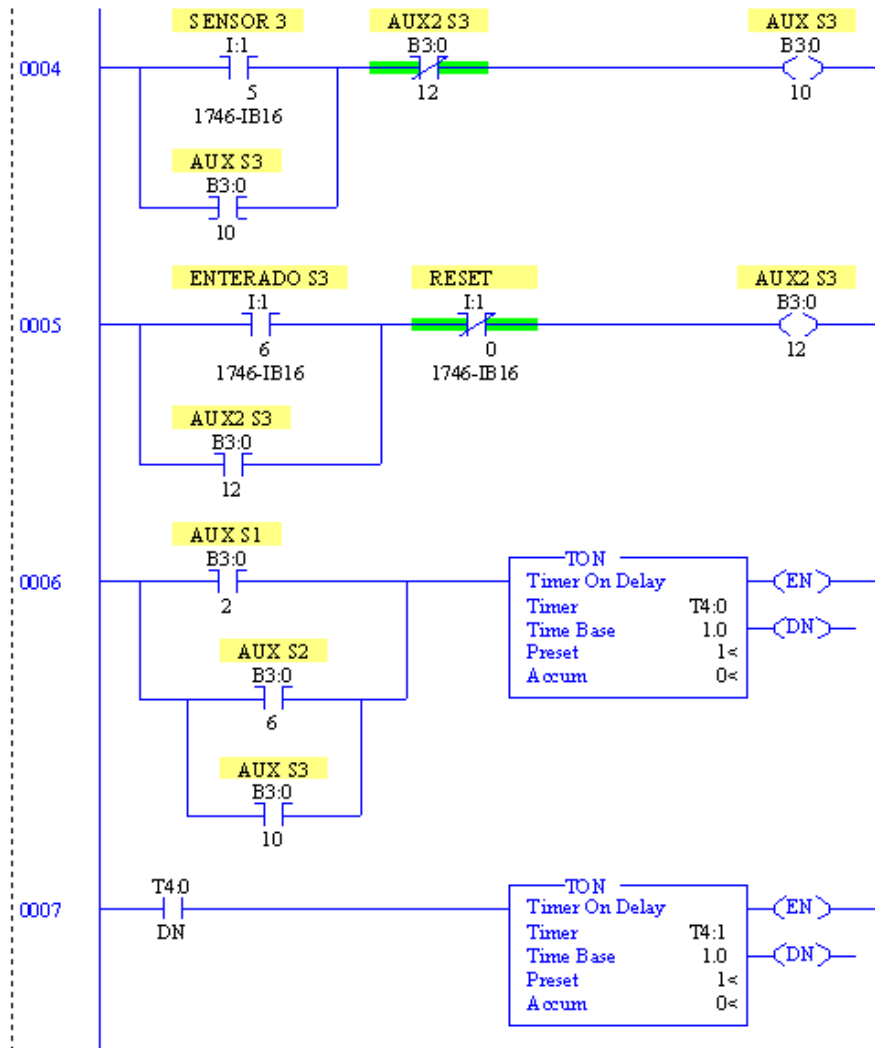 SENSOR 3 AUX2 S3 AUX S3
I:1 B3:0 B3:0
0004
5 12 10
1746-IB16
AUX S3
B3:0
10
ENTERADO S3 RESET AUX2 S3
I:1 I:1 B3:0
0005
6 0 12
1746-IB16 1746-IB16
AUX2 S3
B3:0
12
AUX S1
B3:0
0006
2
TON
Timer On Delay EN
Timer T4:0
Time Base 1.0 DN
Preset 1<
Accum 0<
AUX S2
B3:0
6
AUX S3
B3:0
10
T4:0
0007
DN
TON
Timer On Delay EN
Timer T4:1
Time Base 1.0 DN
Preset 1<
Accum 0<